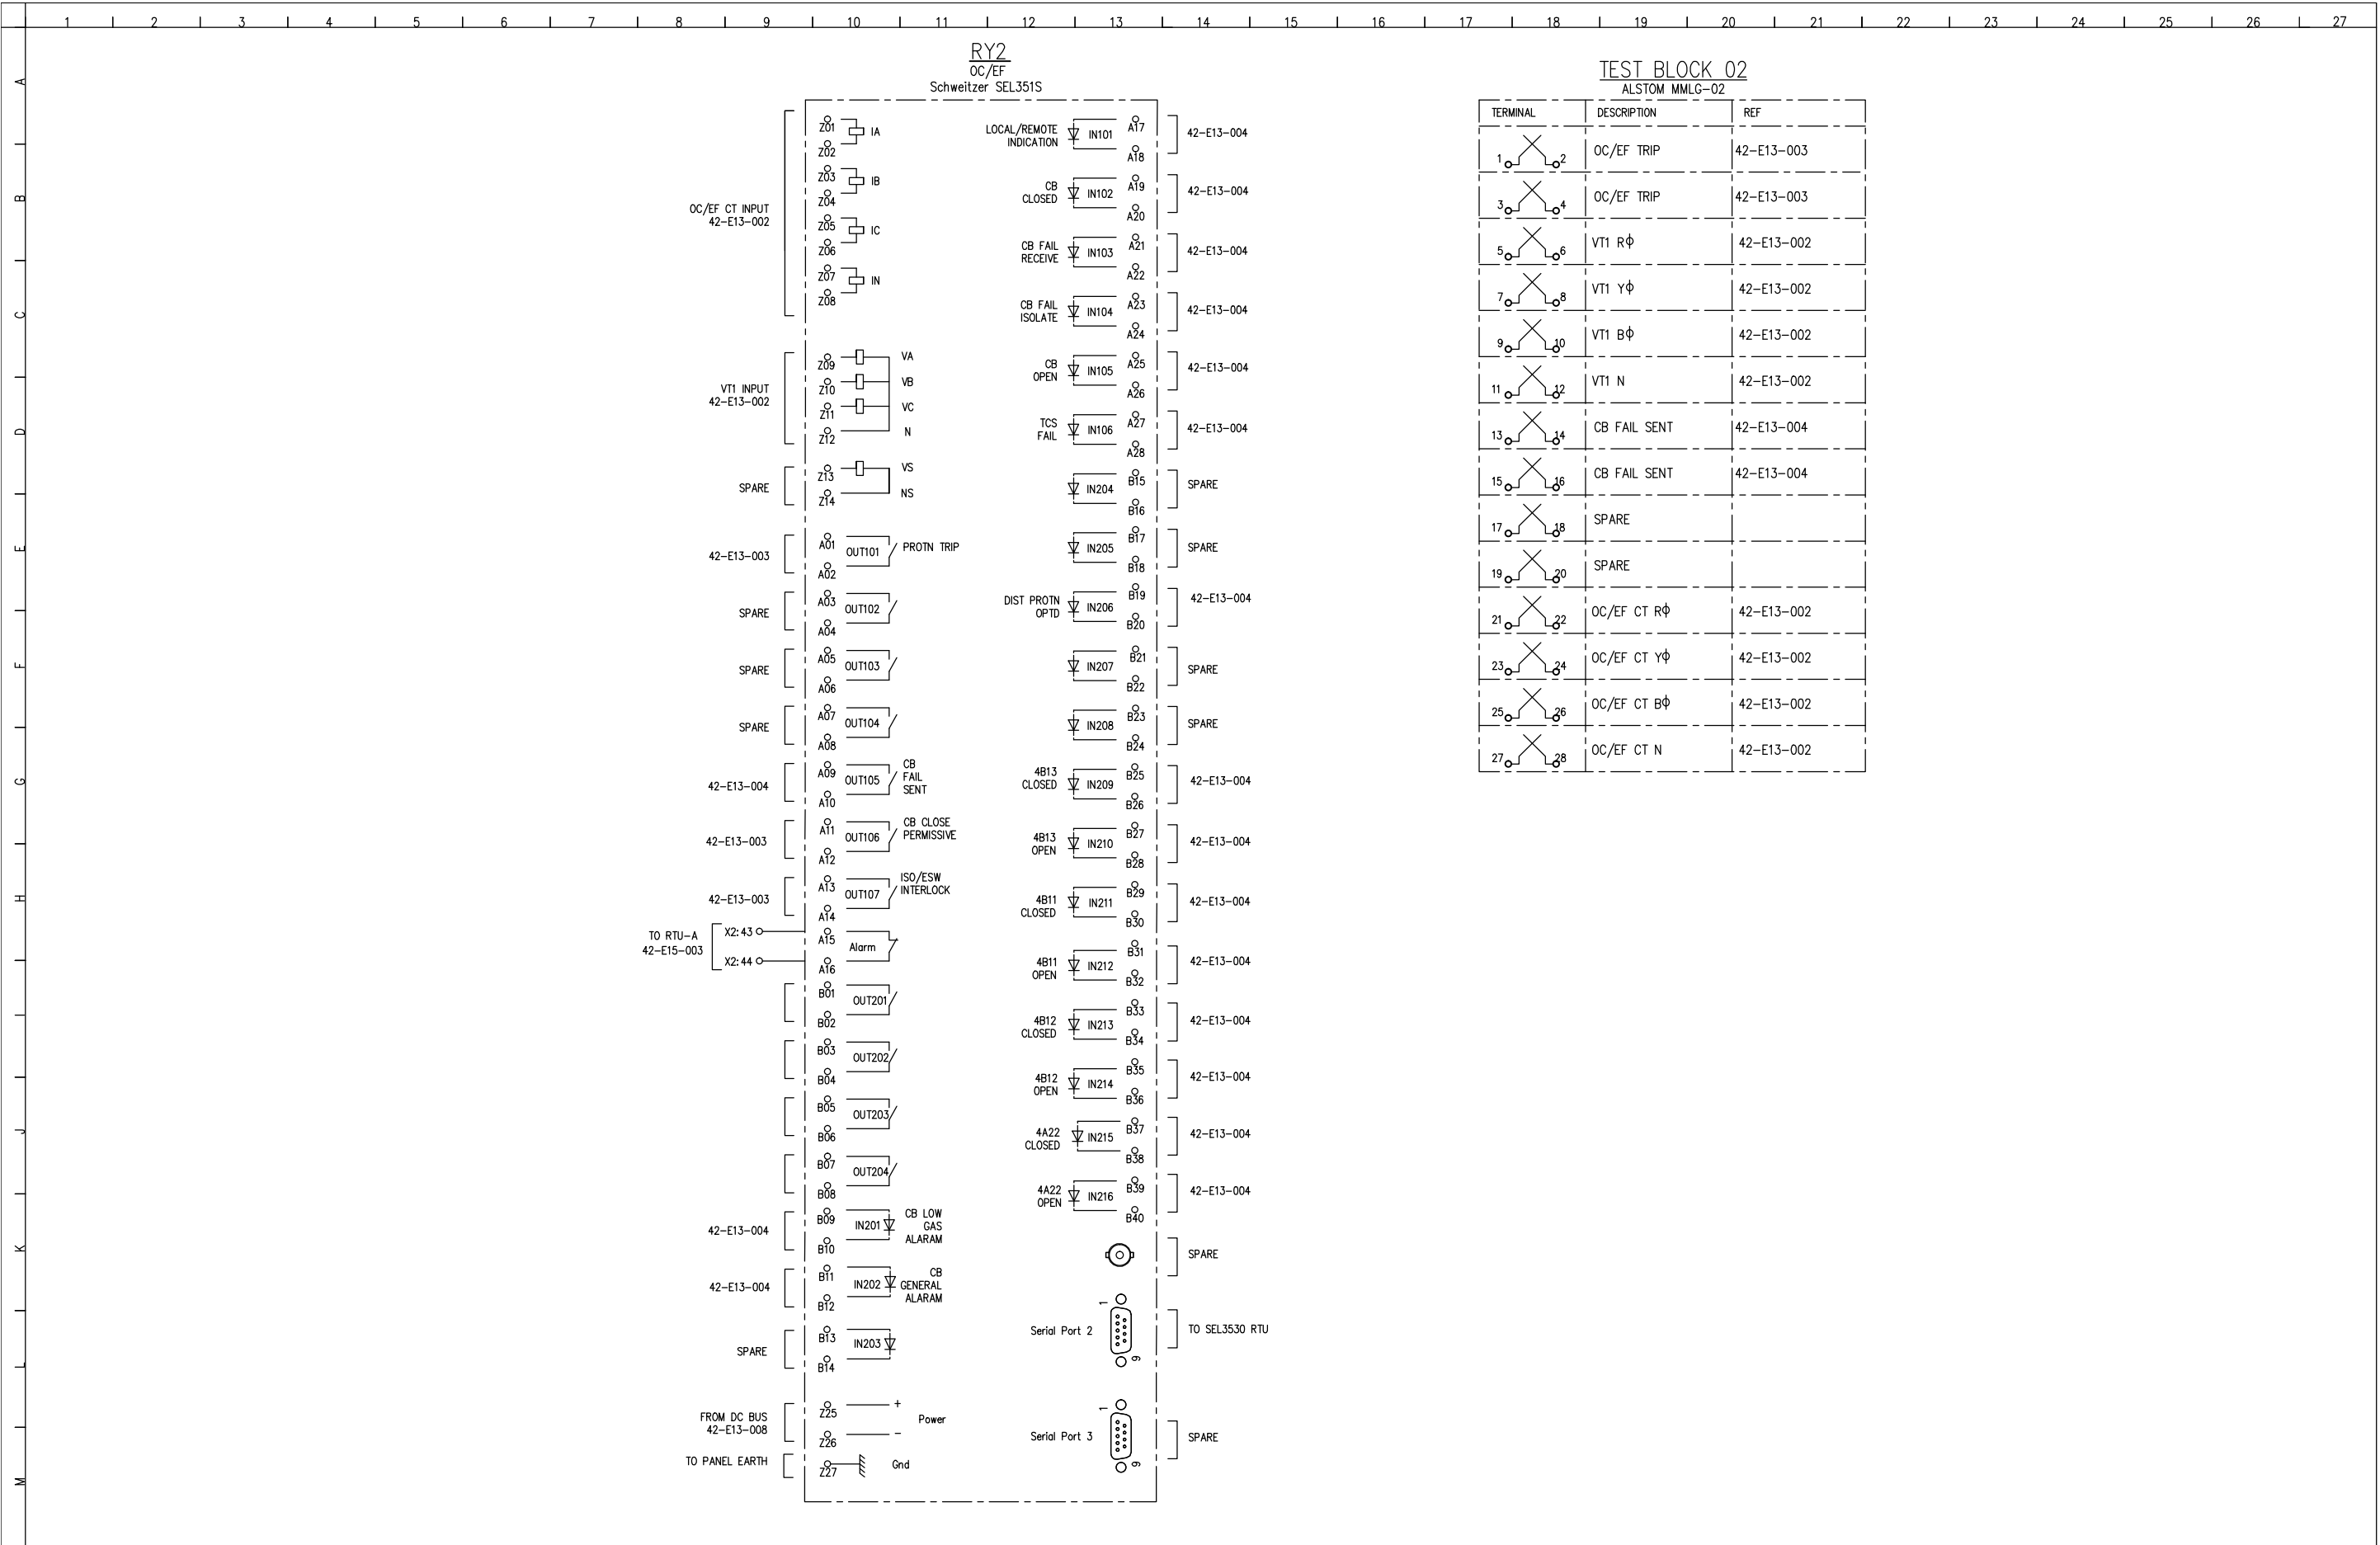 1 2 3 4 5 6 7 8 9 10 11 12 13 14 15 16 17 18 19 20 21 22 23 24 25 26 27
A
B
C
D
E
F
G
H
I
J
K
L
M
RY2
OC/EF
Schweitzer SEL351S
OC/EF CT INPUT
42-E13-002
Z01
IA
Z02
Z03
IB
Z04
Z05
IC
Z06
Z07
IN
Z08
VT1 INPUT
42-E13-002
Z09 VA
Z10 VB
Z11 VC
Z12 N
SPARE
Z13 VS
Z14 NS
42-E13-003
A01
OUT101 PROTN TRIP
A02
SPARE
A03
OUT102
A04
SPARE
A05
OUT103
A06
SPARE
A07
OUT104
A08
42-E13-004
A09
OUT105
A10
CB
FAIL
SENT
42-E13-003
A11
OUT106
A12
CB CLOSE
PERMISSIVE
42-E13-003
A13
OUT107
A14
ISO/ESW
INTERLOCK
TO RTU-A
42-E15-003
X2:43
X2:44
A15
Alarm
A16
B01
OUT201
B02
B03
OUT202
B04
B05
OUT203
B06
B07
OUT204
B08
42-E13-004
B09
IN201
B10
CB LOW
GAS
ALARAM
42-E13-004
B11
IN202
B12
CB
GENERAL
ALARAM
SPARE
B13
IN203
B14
FROM DC BUS
42-E13-008
Z25 +
Power
Z26 -
TO PANEL EARTH
Z27 Gnd
LOCAL/REMOTE
INDICATION
IN101
A17
A18
42-E13-004
CB
CLOSED
IN102
A19
A20
42-E13-004
CB FAIL
RECEIVE
IN103
A21
A22
42-E13-004
CB FAIL
ISOLATE
IN104
A23
A24
42-E13-004
CB
OPEN
IN105
A25
A26
42-E13-004
TCS
FAIL
IN106
A27
A28
42-E13-004
IN204
B15
B16
SPARE
IN205
B17
B18
SPARE
DIST PROTN
OPTD
IN206
B19
B20
42-E13-004
IN207
B21
B22
SPARE
IN208
B23
B24
SPARE
4B13
CLOSED
IN209
B25
B26
42-E13-004
4B13
OPEN
IN210
B27
B28
42-E13-004
4B11
CLOSED
IN211
B29
B30
42-E13-004
4B11
OPEN
IN212
B31
B32
42-E13-004
4B12
CLOSED
IN213
B33
B34
42-E13-004
4B12
OPEN
IN214
B35
B36
42-E13-004
4A22
CLOSED
IN215
B37
B38
42-E13-004
4A22
OPEN
IN216
B39
B40
42-E13-004
SPARE
Serial Port 2
1
9
TO SEL3530 RTU
Serial Port 3
1
9
SPARE
TEST BLOCK 02
ALSTOM MMLG-02
TERMINAL DESCRIPTION REF
1 2 OC/EF TRIP 42-E13-003
3 4 OC/EF TRIP 42-E13-003
5 6 VT1 RΦ 42-E13-002
7 8 VT1 YΦ 42-E13-002
9 10 VT1 BΦ 42-E13-002
11 12 VT1 N 42-E13-002
13 14 CB FAIL SENT 42-E13-004
15 16 CB FAIL SENT 42-E13-004
17 18 SPARE
19 20 SPARE
21 22 OC/EF CT RΦ 42-E13-002
23 24 OC/EF CT YΦ 42-E13-002
25 26 OC/EF CT BΦ 42-E13-002
27 28 OC/EF CT N 42-E13-002